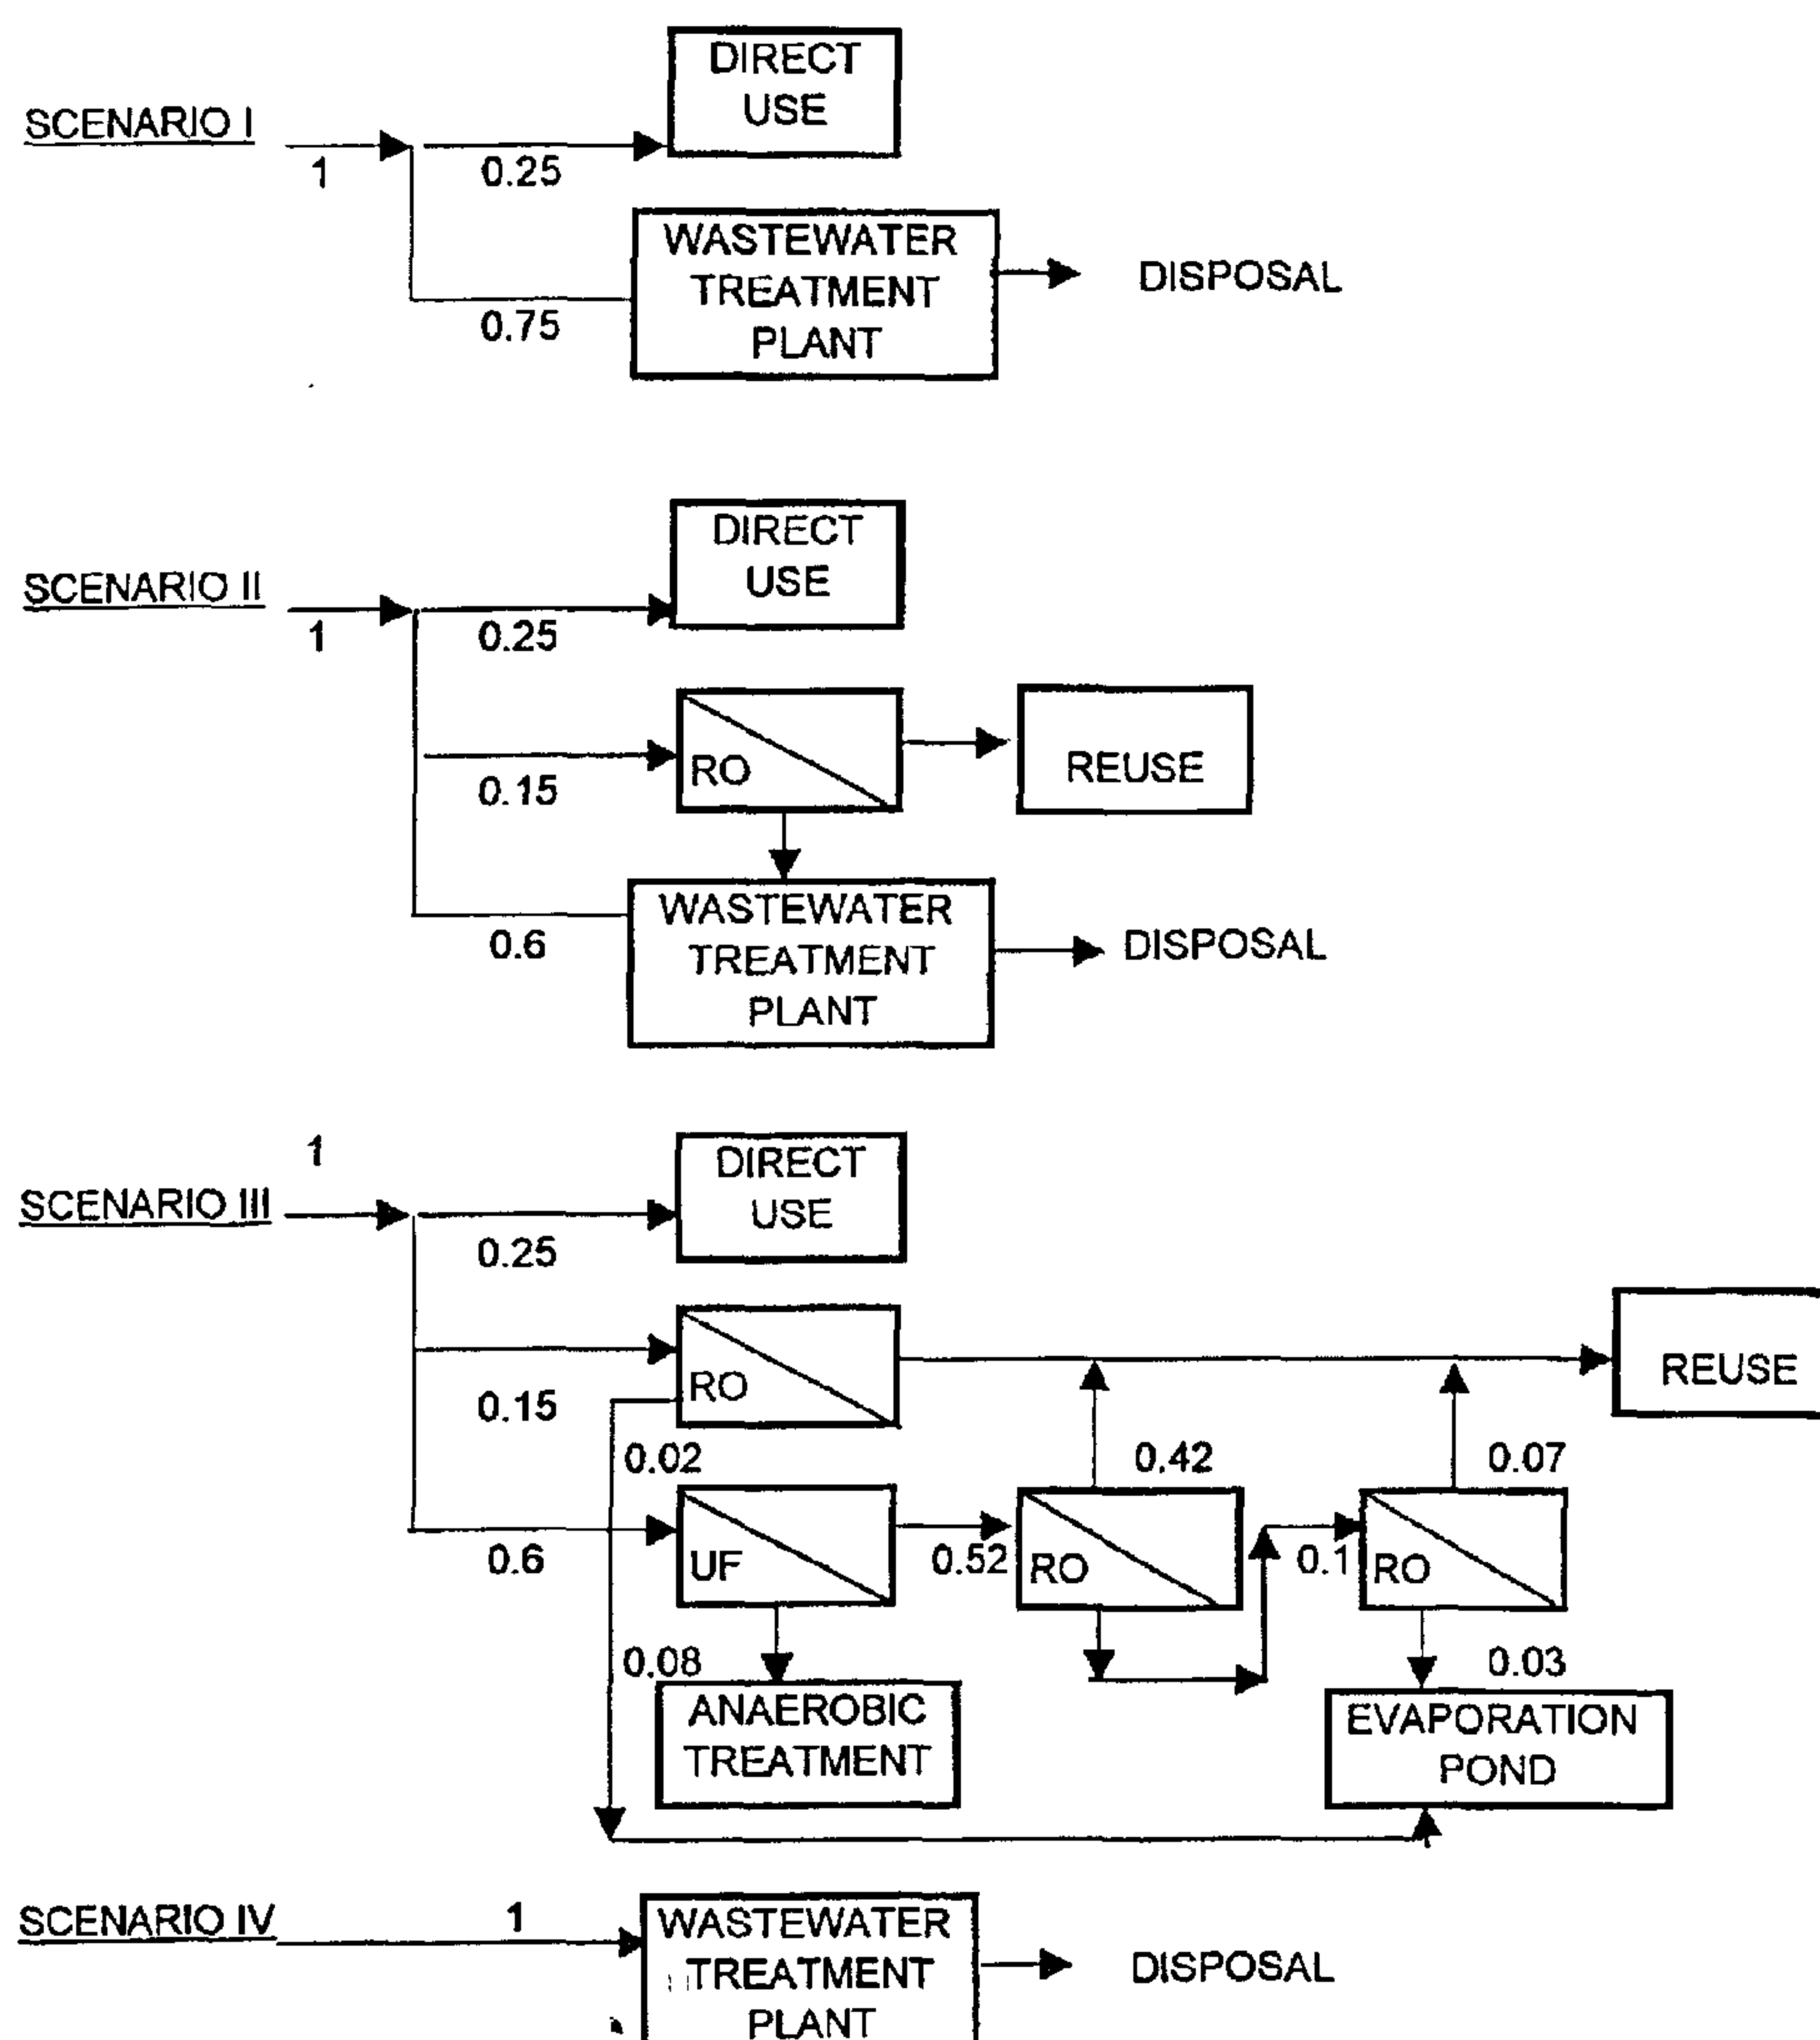 DIRECT
USE
SCENARIO I
1
0.25
WASTEWATER
TREATMENT
PLANT
DISPOSAL
0.75
DIRECT
USE
SCENARIO II
1
0.25
RO
REUSE
0.15
WASTEWATER
TREATMENT
PLANT
DISPOSAL
0.6
1
DIRECT
USE
SCENARIO III
0.25
RO
REUSE
0.15
0.02
0.42
0.07
UF
0.6
0.52
RO
0.1
RO
0.08
0.03
ANAEROBIC
TREATMENT
EVAPORATION
POND
SCENARIO IV
1
WASTEWATER
TREATMENT
PLANT
DISPOSAL